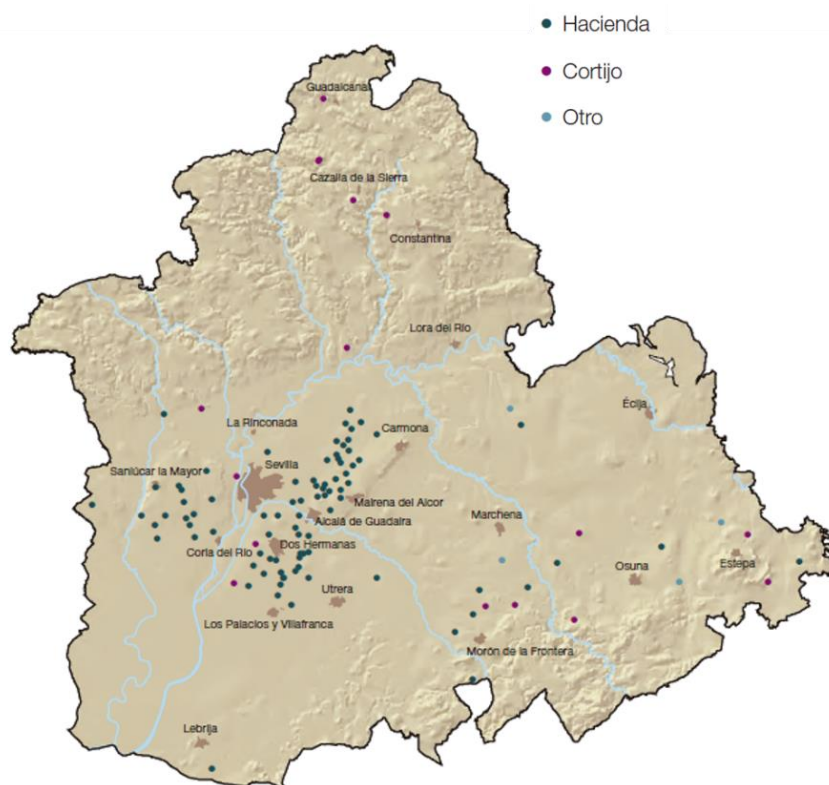 Hacienda
Cortijo
Otro
Guadalcanal
Cazalla de la Sierra
Constantina
Lora del Río
Écija
La Rinconada
Carmona
Sevilla
Sanlúcar la Mayor
Mairena del Alcor
Alcalá de Guadaira
Marchena
Coria del Río
Dos Hermanas
Osuna
Estepa
Utrera
Los Palacios y Villafranca
Morón de la Frontera
Lebrija